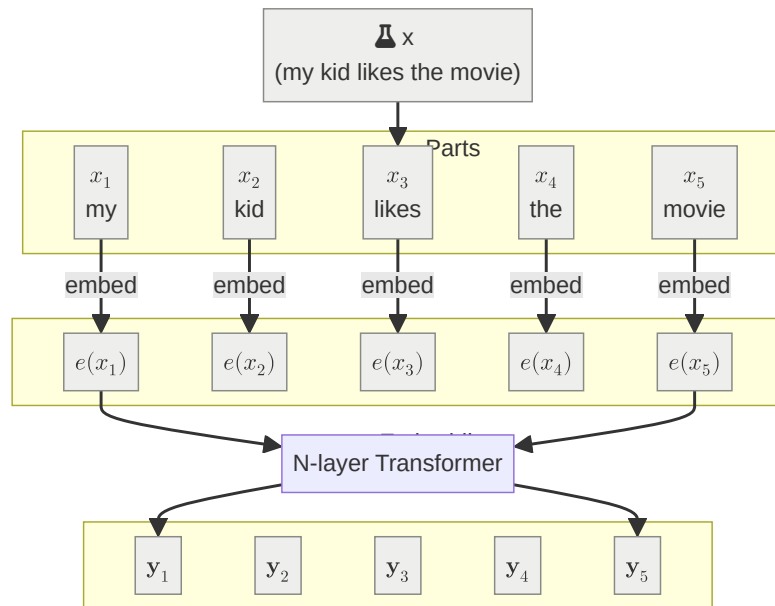 x
(my kid likes the movie)
Parts
x₁ x₂ x₃ x₄ x₅
my kid likes the movie
embed embed embed embed embed
e(x₁) e(x₂) e(x₃) e(x₄) e(x₅)
N-layer Transformer
y₁ y₂ y₃ y₄ y₅